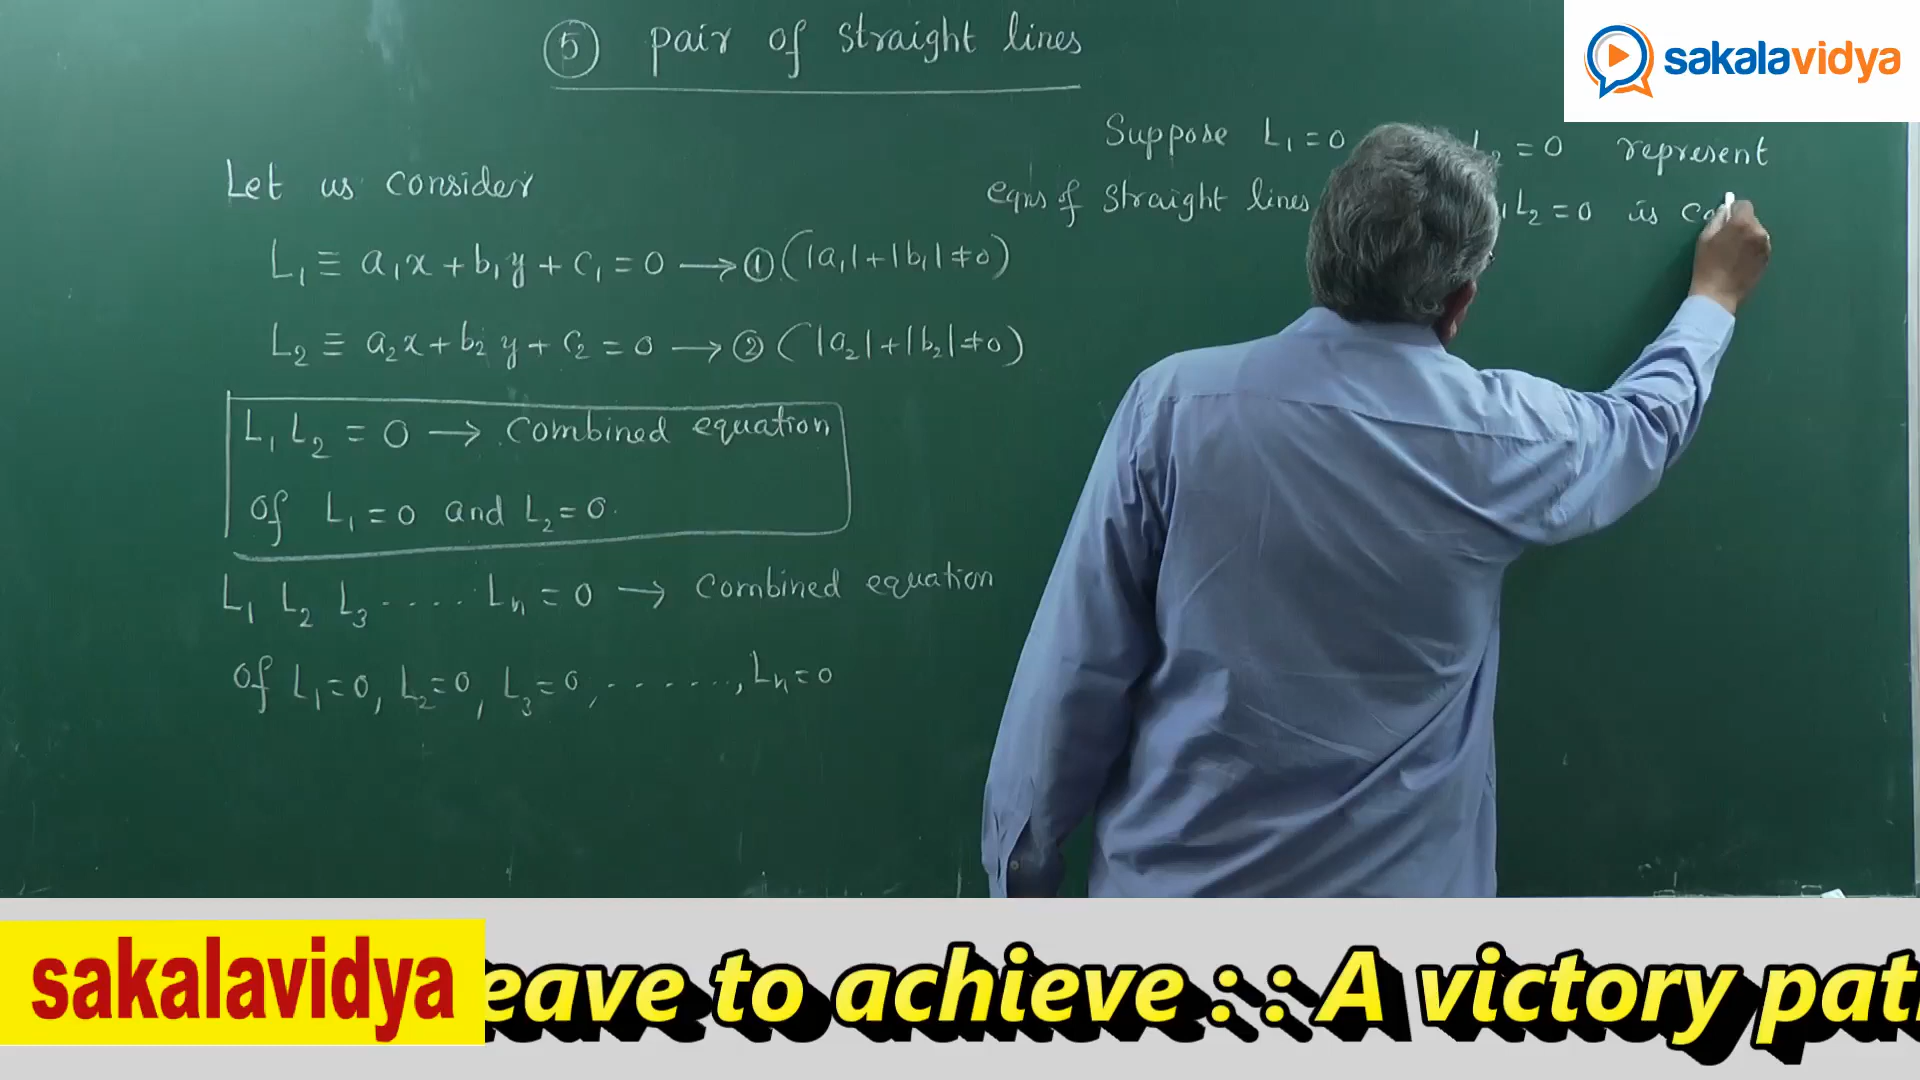 ⑤ pair of straight lines
Let us consider
L₁ ≡ a₁x + b₁y + c₁ = 0 → ① (|a₁| + |b₁| ≠ 0)
L₂ ≡ a₂x + b₂y + c₂ = 0 → ② (|a₂| + |b₂| ≠ 0)
L₁ L₂ = 0 → combined equation
of L₁ = 0 and L₂ = 0.
L₁ L₂ L₃ ..... Lₙ = 0 → combined equation
of L₁ = 0, L₂ = 0, L₃ = 0, ......., Lₙ = 0
Suppose L₁ = 0 = 0 represent
eqns of straight lines L₂ = 0 is
sakalavidya
sakalavidya
eave to achieve : : A victory pat